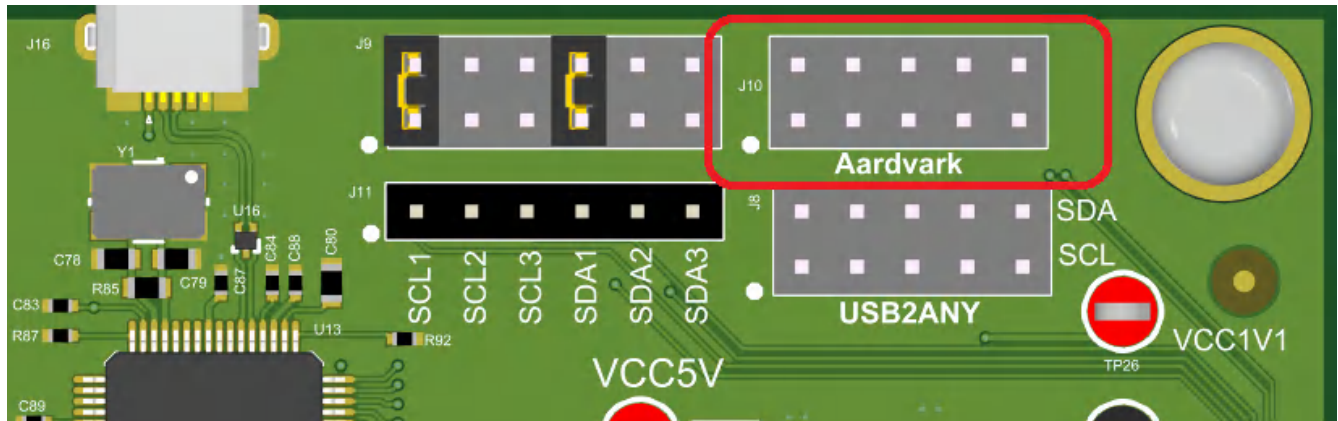 J16
J9
J10
Aardvark
Y1
J11
J8
SDA
U16
SCL
C78
R85
C79
C87
C84
C88
C80
SCL1
SCL2
SCL3
SDA1
SDA2
SDA3
C83
R87
U13
R92
USB2ANY
VCC1V1
TP26
VCC5V
C89